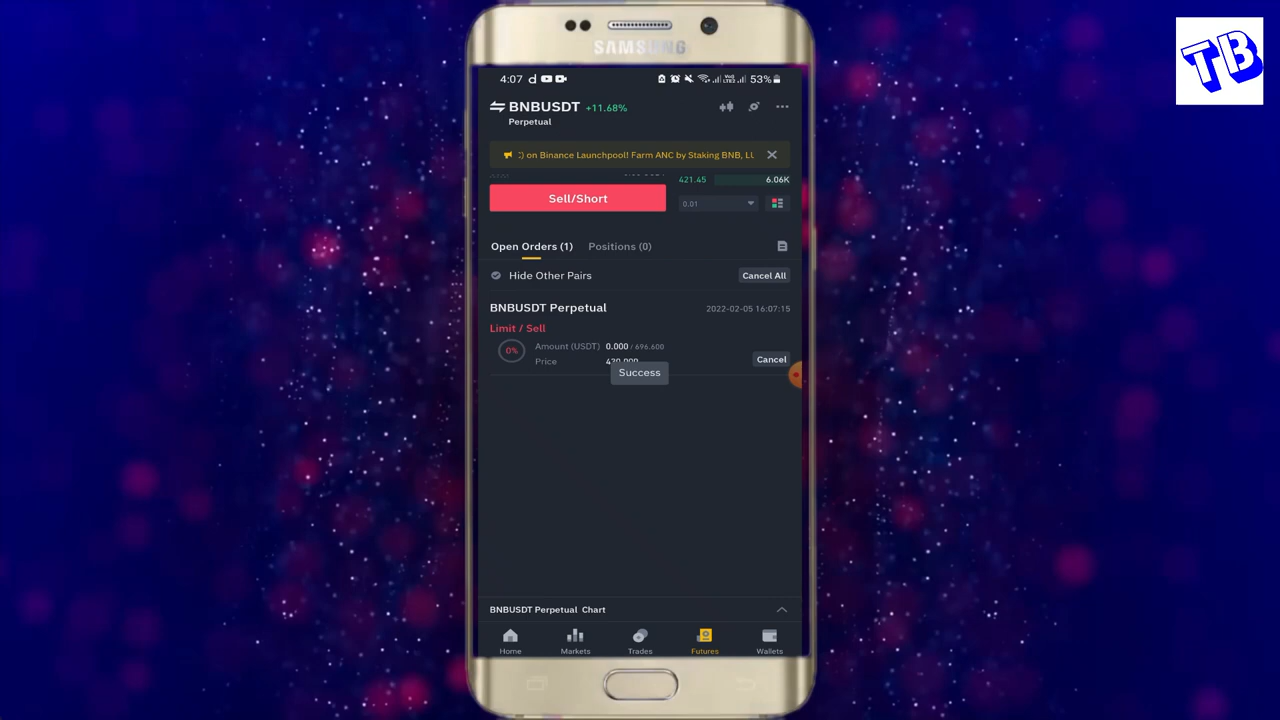 TB
SAMSUNG
4:07 d 53%
BNBUSDT +11.68%
Perpetual
:) on Binance Launchpool! Farm ANC by Staking BNB, LU
421.45 6.06K
Sell/Short
0.01
Open Orders (1) Positions (0)
Hide Other Pairs Cancel All
BNBUSDT Perpetual 2022-02-05 16:07:15
Limit / Sell
0% Amount (USDT) 0.000 / 696.600
Price Cancel
Success
BNBUSDT Perpetual Chart
Home Markets Trades Futures Wallets